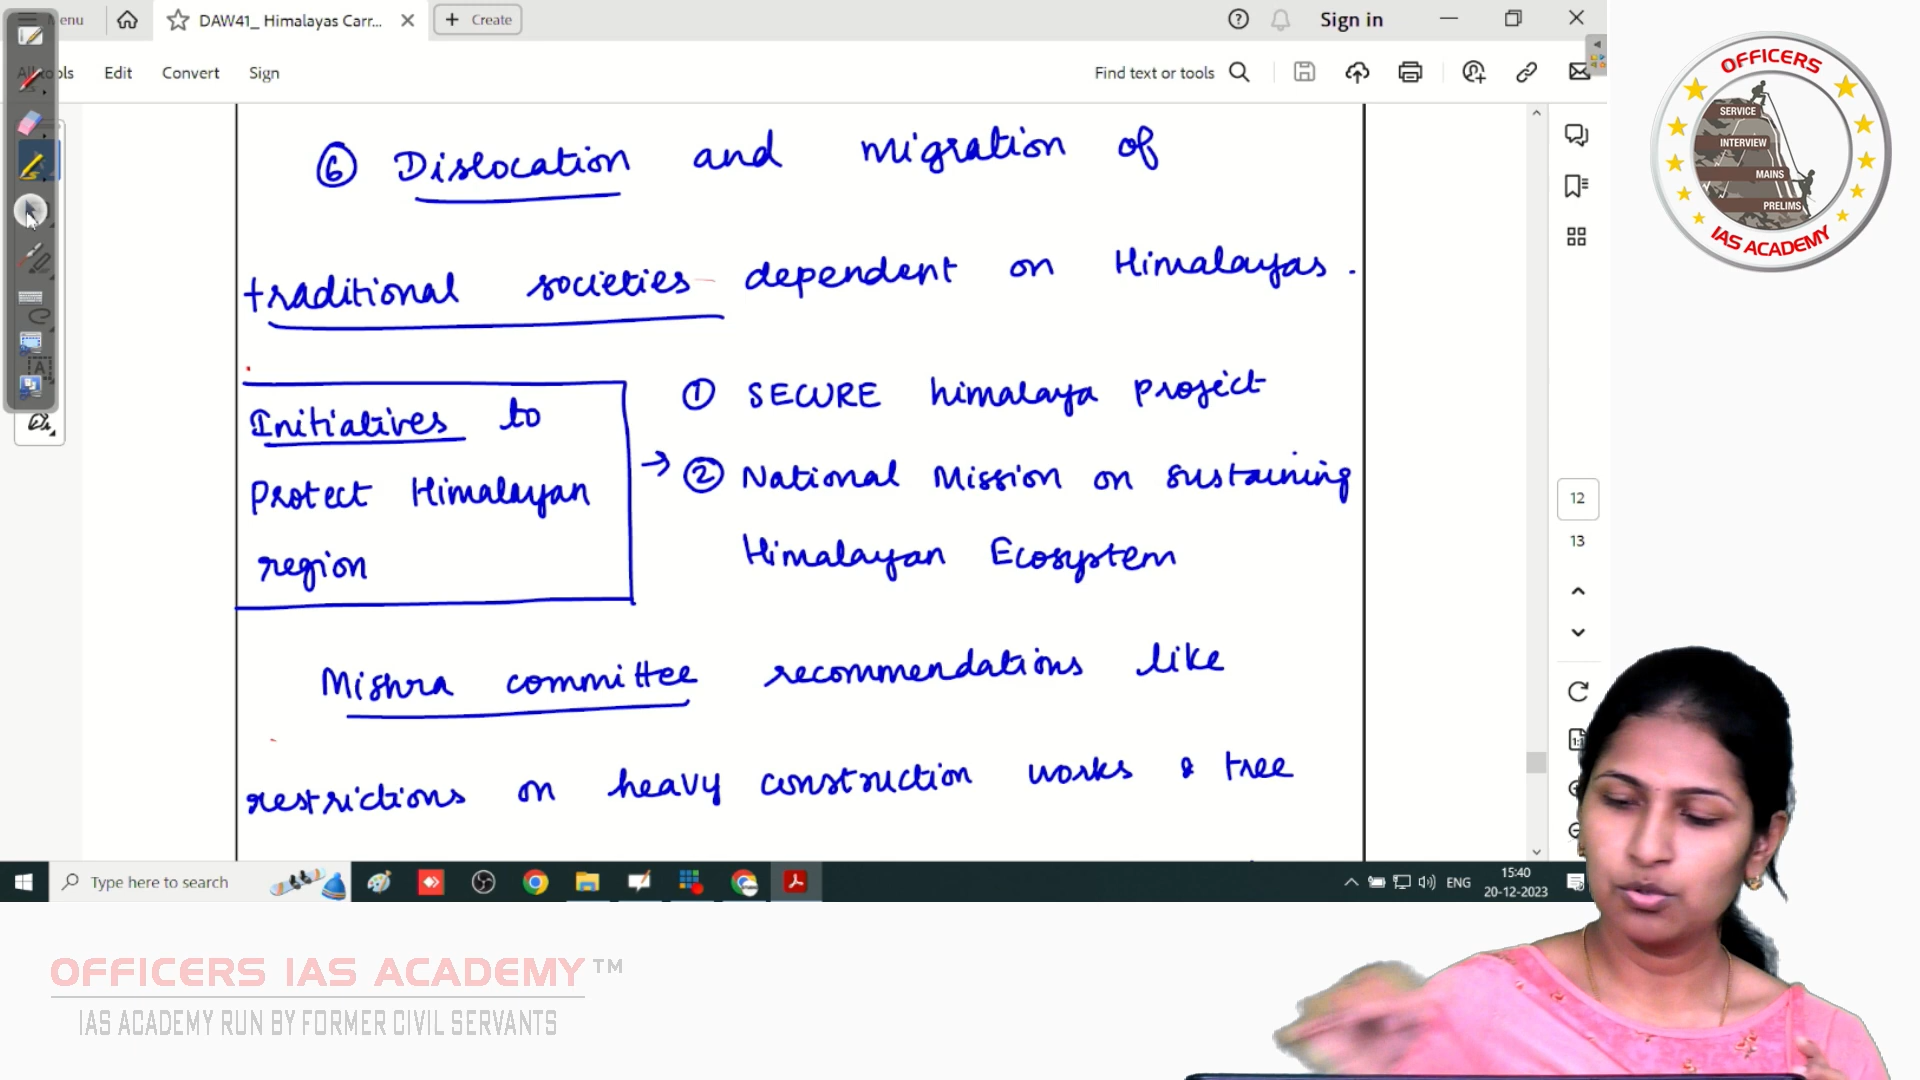 Menu
DAW41_ Himalayas Carr...
Create
Sign in
Edit
Convert
Sign
Find text or tools
⑥ Dislocation and migration of
traditional societies dependent on Himalayas.
Initiatives to
Protect Himalayan
region
→
① SECURE himalaya project
② National Mission on sustaining
Himalayan Ecosystem
Mishra committee recommendations like
restrictions on heavy construction works & tree
12
13
Type here to search
ENG
15:40
20-12-2023
OFFICERS
SERVICE
INTERVIEW
MAINS
PRELIMS
IAS ACADEMY
OFFICERS IAS ACADEMY™
IAS ACADEMY RUN BY FORMER CIVIL SERVANTS